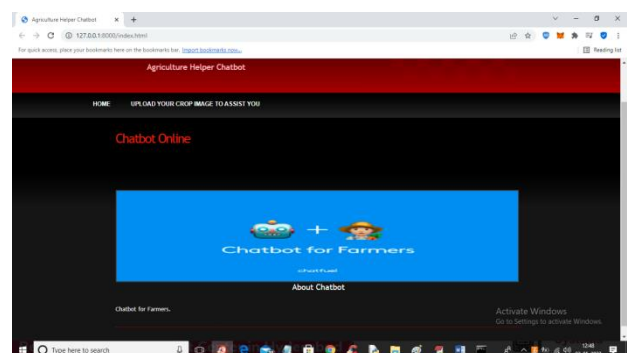 Agriculture Helper Chatbot
127.0.0.1:8000/index.html
For quick access, place your bookmarks here on the bookmarks bar. Import bookmarks now...
Reading list
Agriculture Helper Chatbot
HOME UPLOAD YOUR CROP IMAGE TO ASSIST YOU
Chatbot Online
Chatbot for Farmers
chatfuel
About Chatbot
Chatbot for Farmers.
Activate Windows
Go to Settings to activate Windows.
Type here to search
12:48